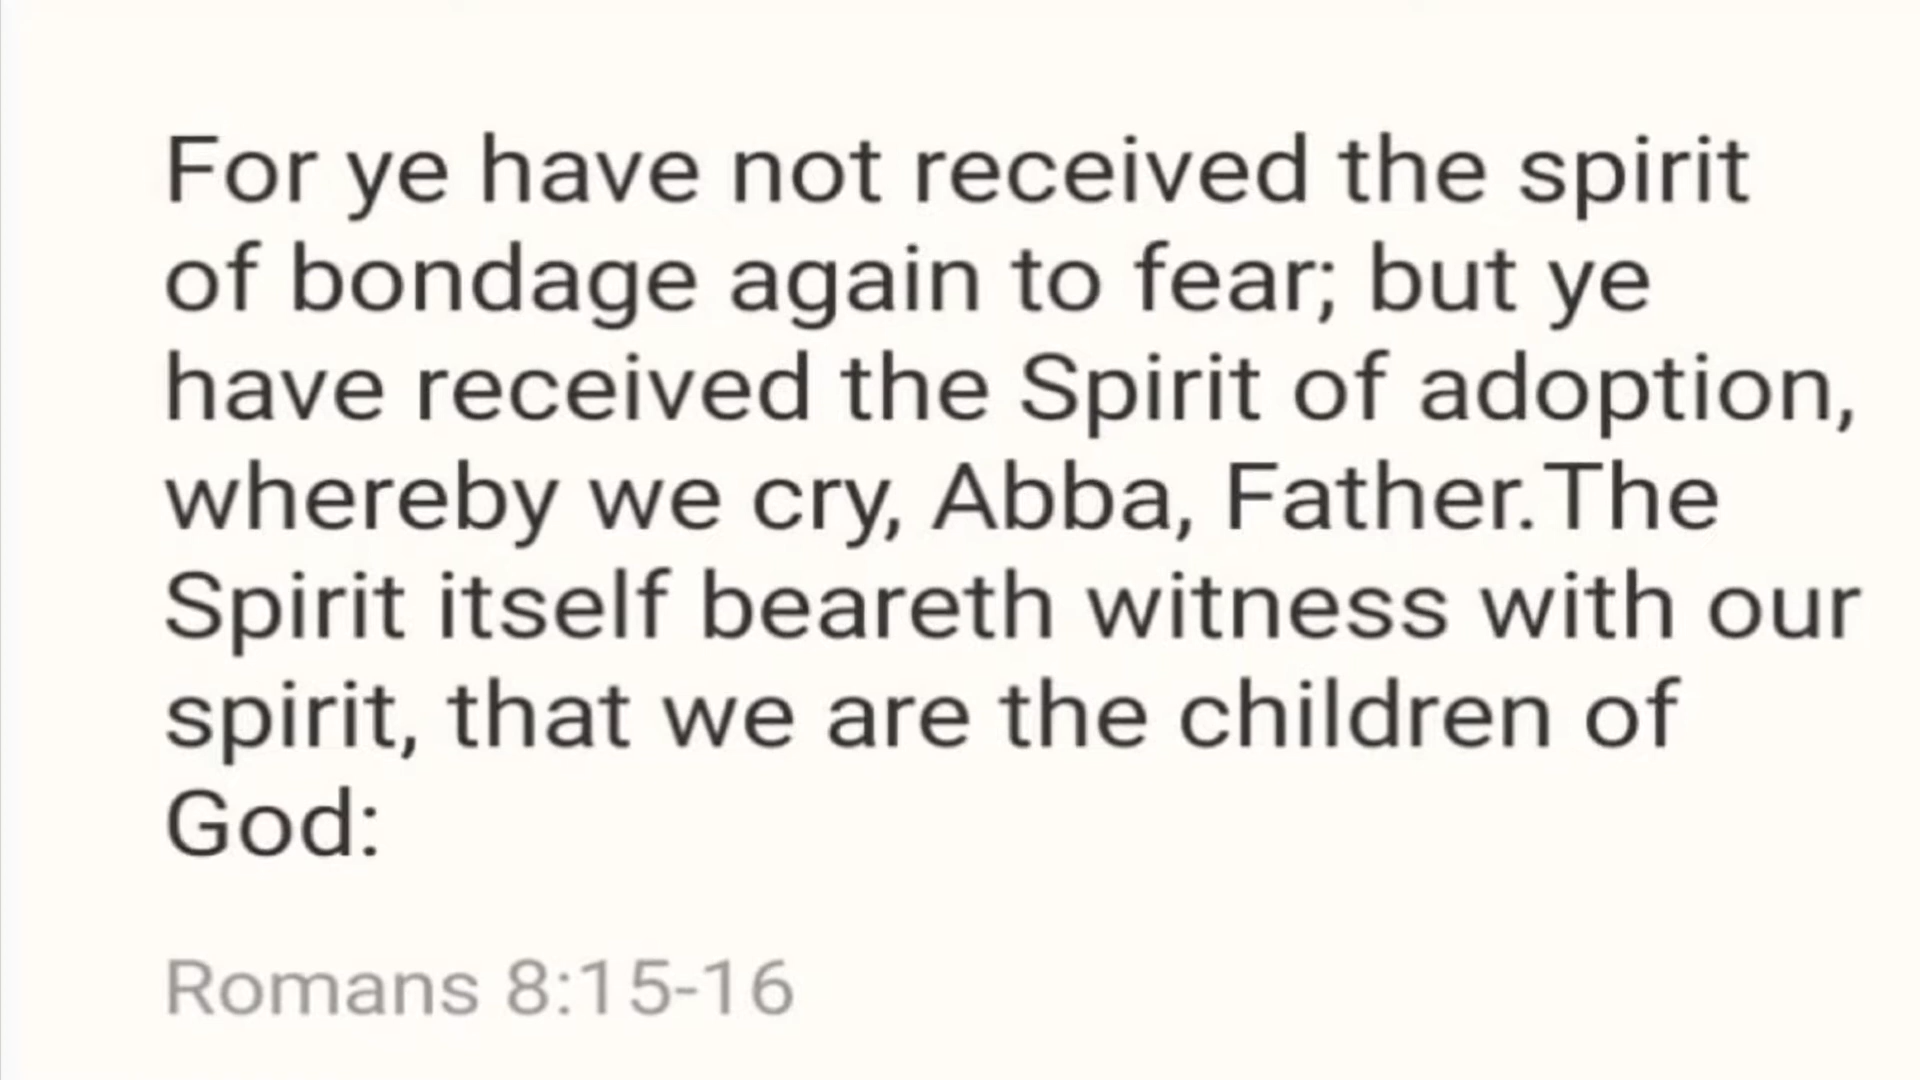 For ye have not received the spirit
of bondage again to fear; but ye
have received the Spirit of adoption,
whereby we cry, Abba, Father.The
Spirit itself beareth witness with our
spirit, that we are the children of
God:
Romans 8:15-16